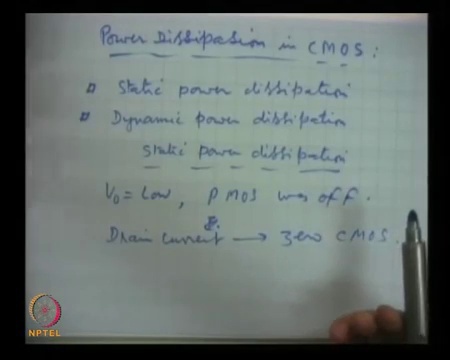 Power Dissipation in CMOS :
Static power dissipation
Dynamic power dissipation
Static power dissipation
V₀ = Low, PMOS was off.
Drain current → zero CMOS.
NPTEL